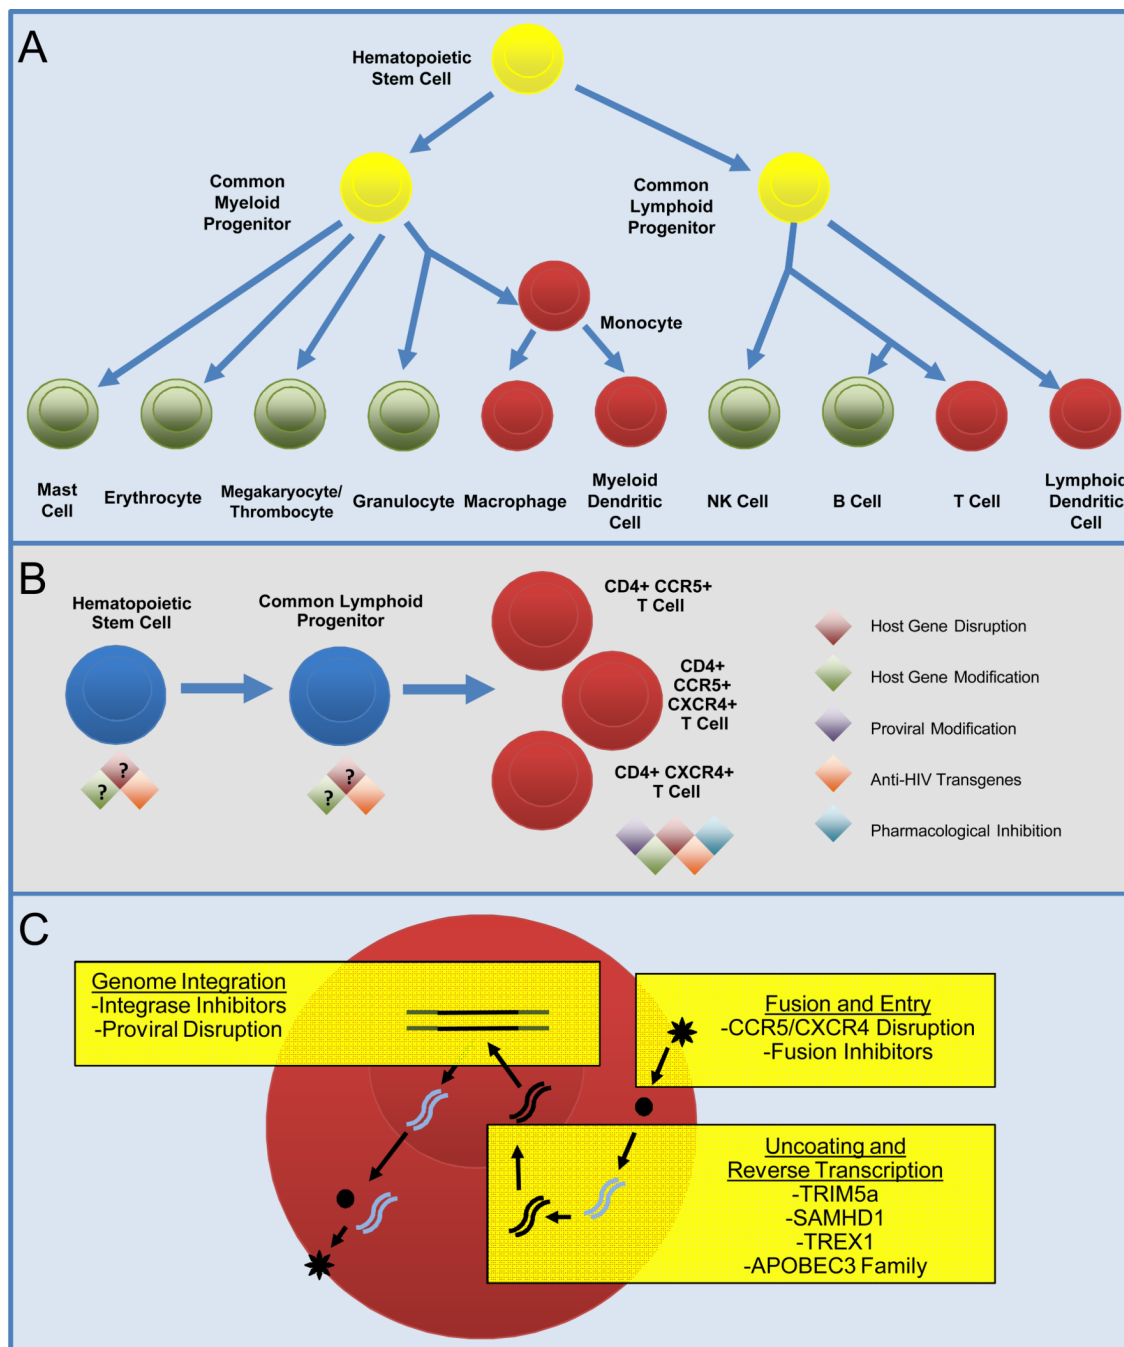 A
Hematopoietic
Stem Cell
Common
Myeloid
Progenitor
Common
Lymphoid
Progenitor
Monocyte
Mast
Cell
Erythrocyte
Megakaryocyte/
Thrombocyte
Granulocyte
Macrophage
Myeloid
Dendritic
Cell
NK Cell
B Cell
T Cell
Lymphoid
Dendritic
Cell
B
Hematopoietic
Stem Cell
Common Lymphoid
Progenitor
CD4+ CCR5+
T Cell
CD4+
CCR5+
CXCR4+
T Cell
CD4+ CXCR4+
T Cell
?
?
?
?
Host Gene Disruption
Host Gene Modification
Proviral Modification
Anti-HIV Transgenes
Pharmacological Inhibition
C
Genome Integration
-Integrase Inhibitors
-Proviral Disruption
Fusion and Entry
-CCR5/CXCR4 Disruption
-Fusion Inhibitors
Uncoating and
Reverse Transcription
-TRIM5a
-SAMHD1
-TREX1
-APOBEC3 Family